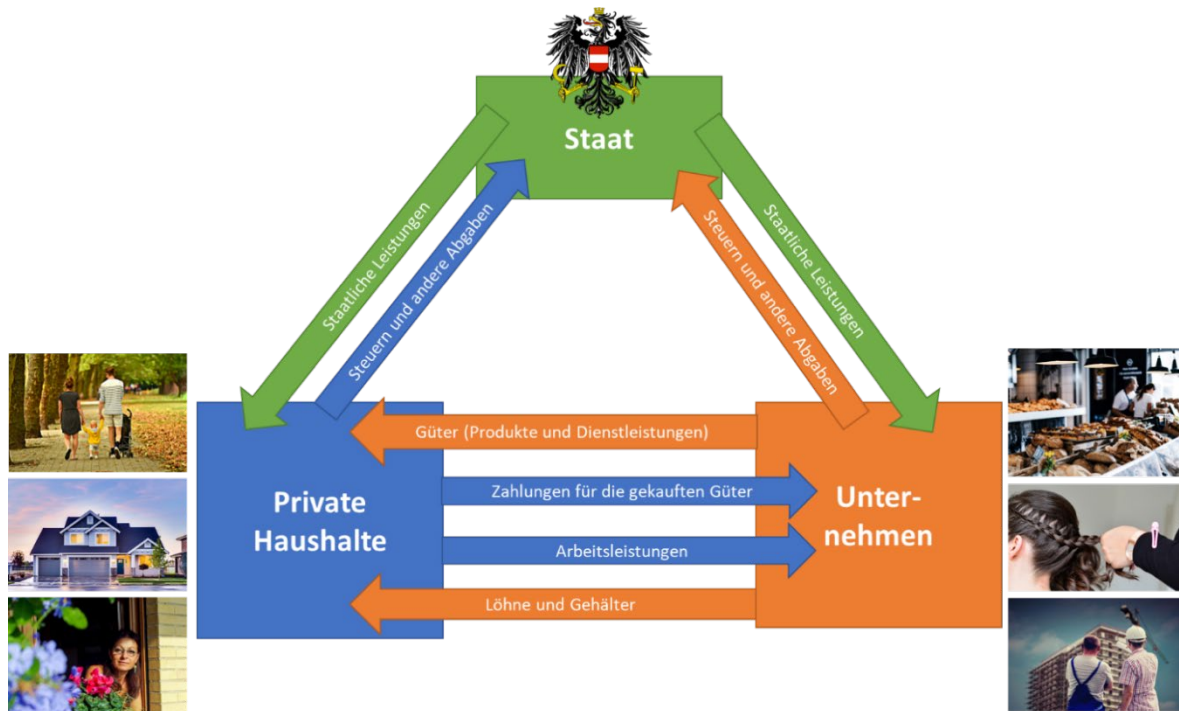 Staat
Staatliche Leistungen
Steuern und andere Abgaben
Steuern und andere Abgaben
Staatliche Leistungen
Private
Haushalte
Güter (Produkte und Dienstleistungen)
Zahlungen für die gekauften Güter
Arbeitsleistungen
Löhne und Gehälter
Unter-
nehmen